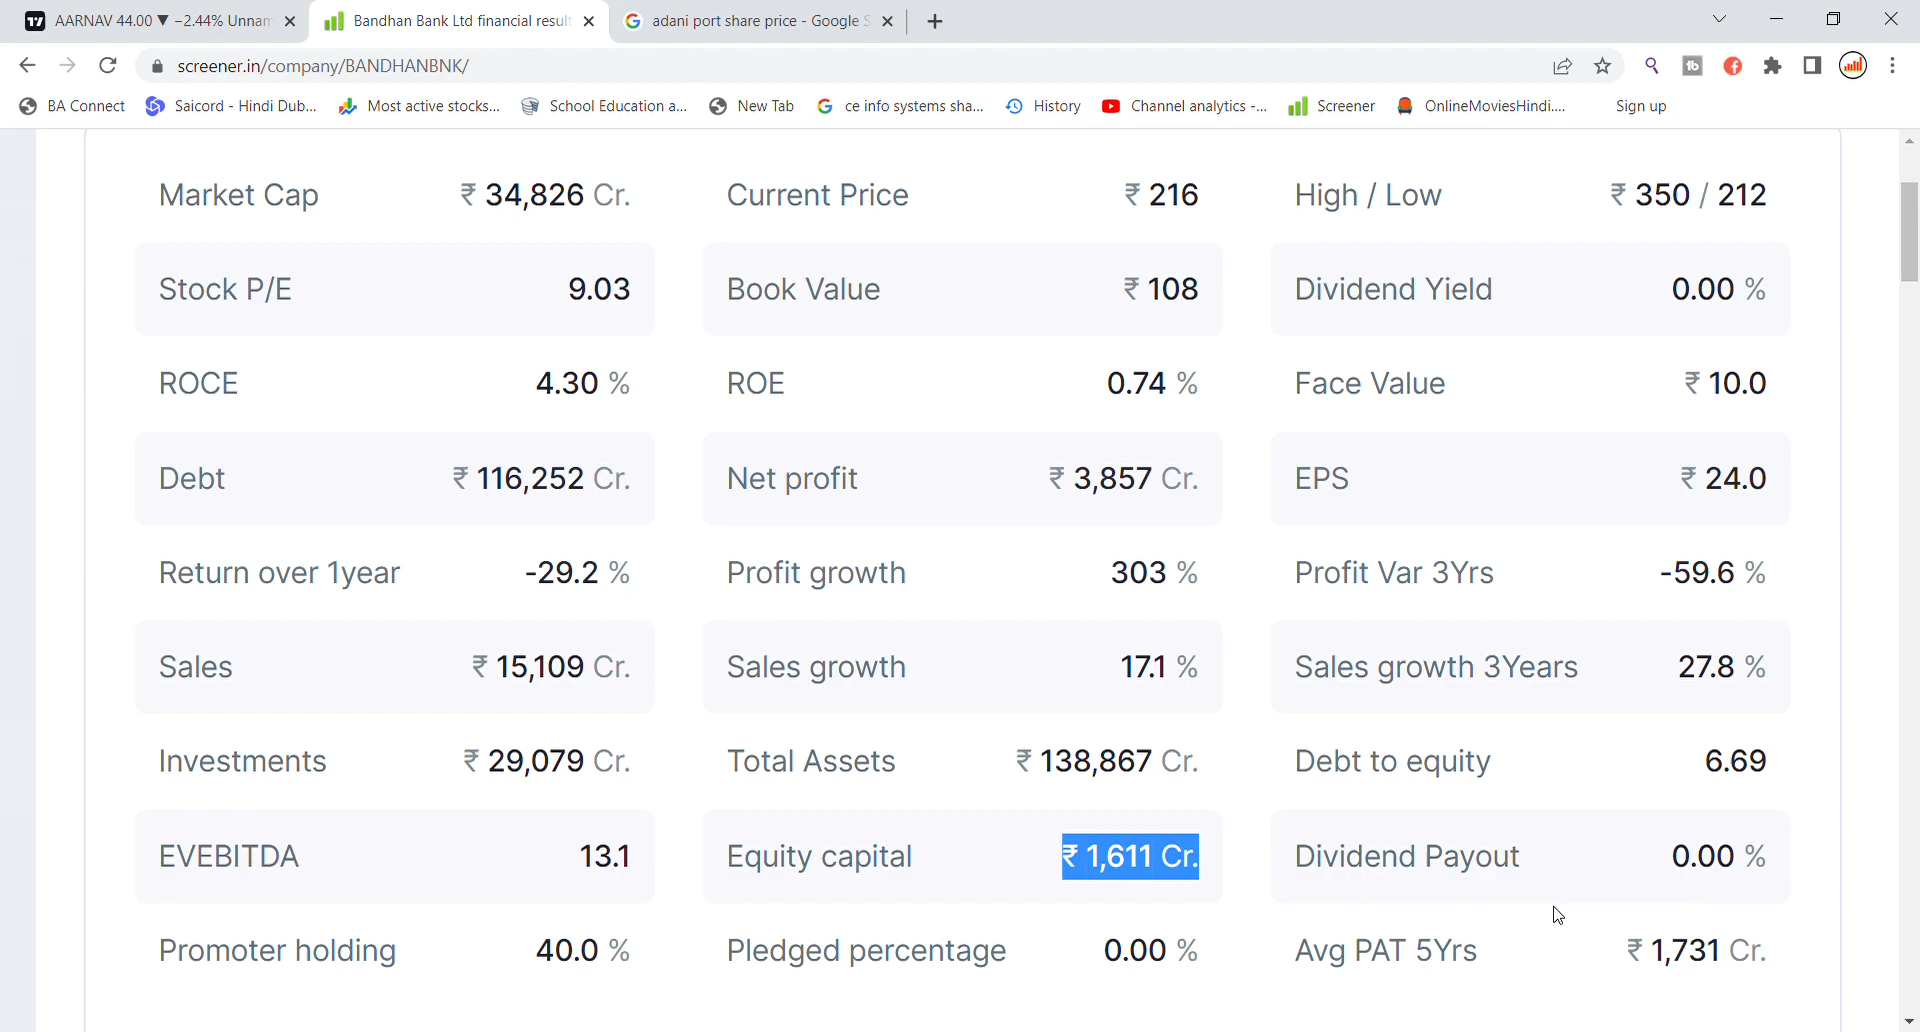 AARNAV 44.00 ▼ −2.44% Unnam
Bandhan Bank Ltd financial result
adani port share price - Google S
screener.in/company/BANDHANBNK/
BA Connect
Saicord - Hindi Dub...
Most active stocks...
School Education a...
New Tab
ce info systems sha...
History
Channel analytics -...
Screener
OnlineMoviesHindi....
Sign up
Market Cap ₹ 34,826 Cr.
Current Price ₹ 216
High / Low ₹ 350 / 212
Stock P/E 9.03
Book Value ₹ 108
Dividend Yield 0.00 %
ROCE 4.30 %
ROE 0.74 %
Face Value ₹ 10.0
Debt ₹ 116,252 Cr.
Net profit ₹ 3,857 Cr.
EPS ₹ 24.0
Return over 1year -29.2 %
Profit growth 303 %
Profit Var 3Yrs -59.6 %
Sales ₹ 15,109 Cr.
Sales growth 17.1 %
Sales growth 3Years 27.8 %
Investments ₹ 29,079 Cr.
Total Assets ₹ 138,867 Cr.
Debt to equity 6.69
EVEBITDA 13.1
Equity capital ₹ 1,611 Cr.
Dividend Payout 0.00 %
Promoter holding 40.0 %
Pledged percentage 0.00 %
Avg PAT 5Yrs ₹ 1,731 Cr.